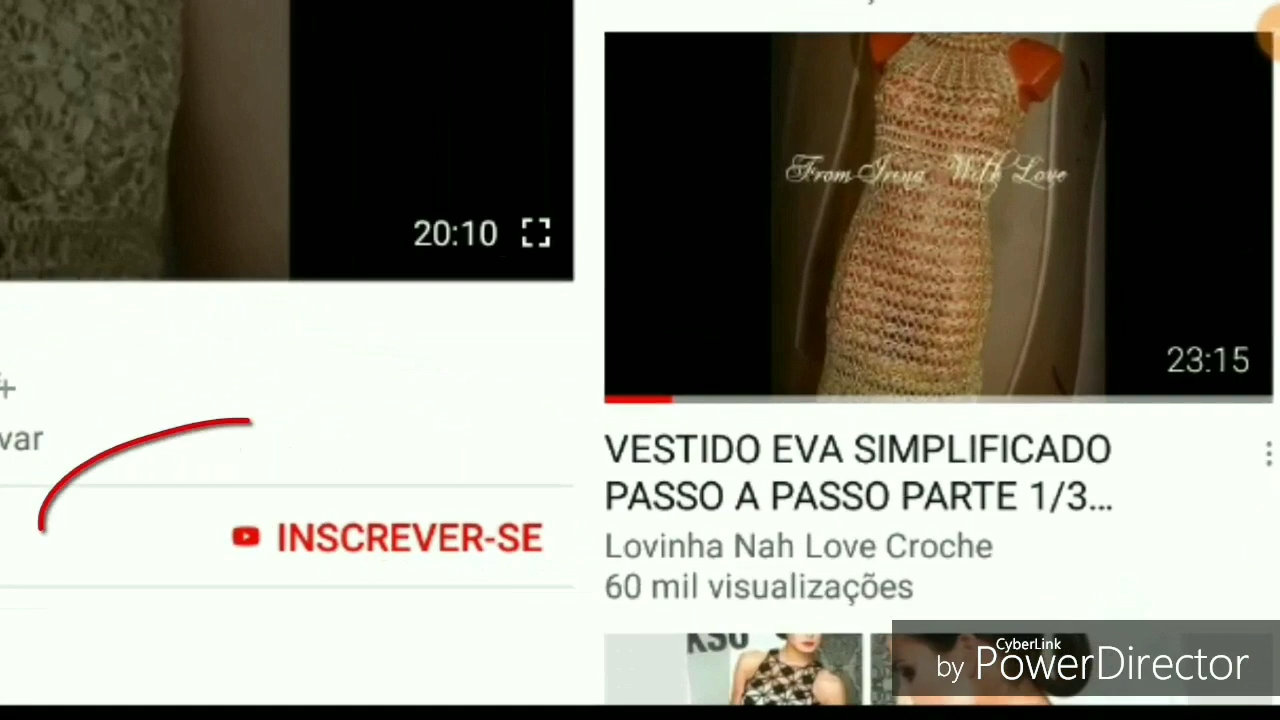 From Irina With Love
20:10
23:15
var
INSCREVER-SE
VESTIDO EVA SIMPLIFICADO
PASSO A PASSO PARTE 1/3...
Lovinha Nah Love Croche
60 mil visualizações
CyberLink
by PowerDirector